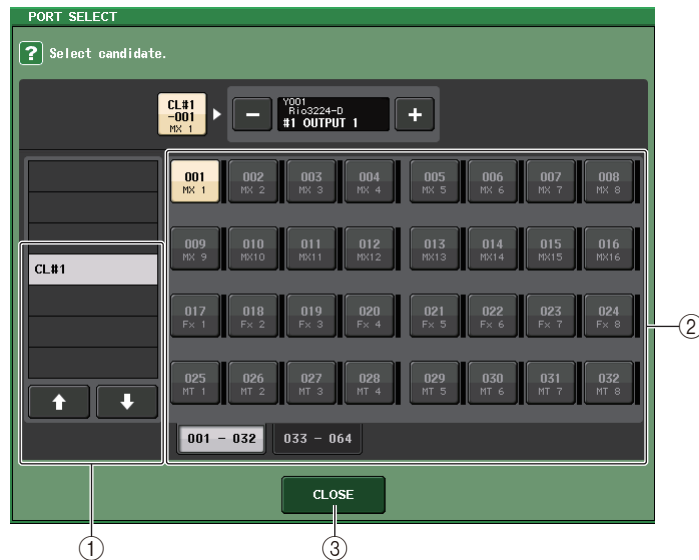 PORT SELECT
? Select candidate.
CL#1
-001
MX 1
−
Y001
Rio3224-D
#1 OUTPUT 1
+
CL#1
001 002 003 004 005 006 007 008
MX 1 MX 2 MX 3 MX 4 MX 5 MX 6 MX 7 MX 8
009 010 011 012 013 014 015 016
MX 9 MX10 MX11 MX12 MX13 MX14 MX15 MX16
017 018 019 020 021 022 023 024
Fx 1 Fx 2 Fx 3 Fx 4 Fx 5 Fx 6 Fx 7 Fx 8
025 026 027 028 029 030 031 032
MT 1 MT 2 MT 3 MT 4 MT 5 MT 6 MT 7 MT 8
001 – 032 033 – 064
CLOSE
②
① ③